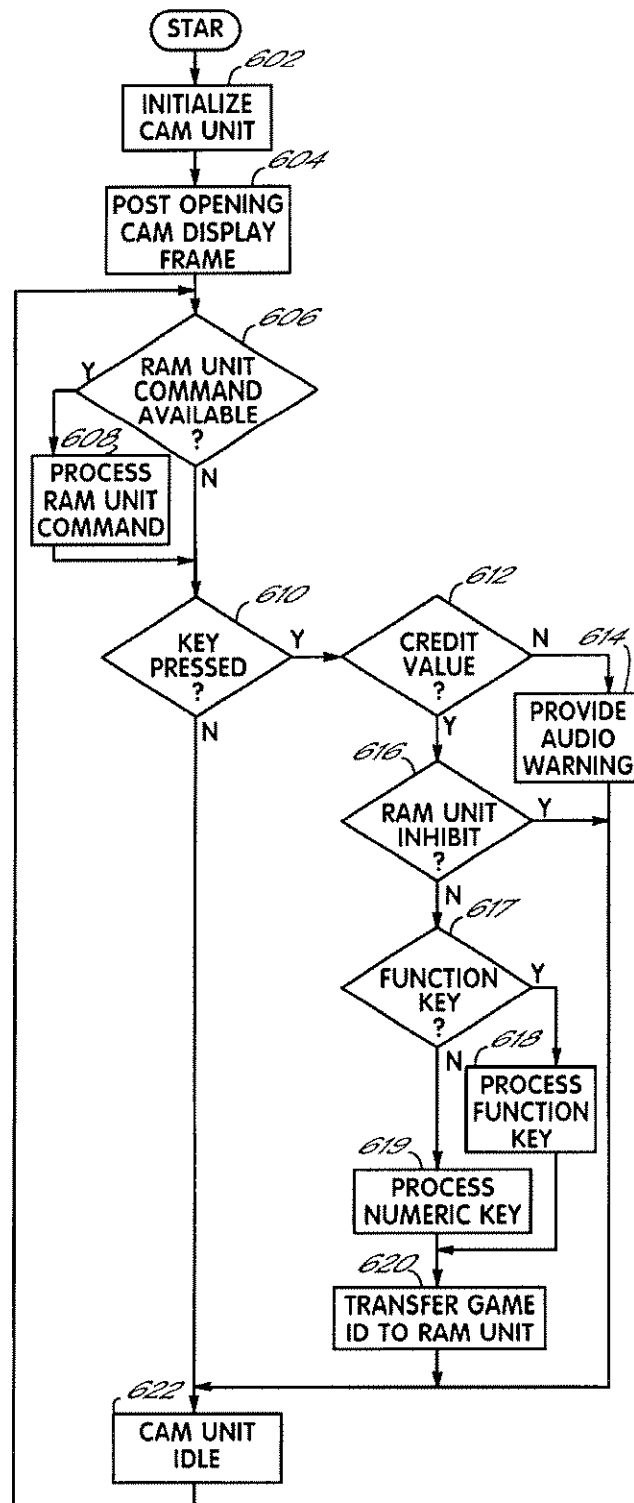 STAR
602
INITIALIZE
CAM UNIT
604
POST OPENING
CAM DISPLAY
FRAME
606
RAM UNIT
COMMAND
AVAILABLE
?
Y
N
608
PROCESS
RAM UNIT
COMMAND
610
KEY
PRESSED
?
Y
N
612
CREDIT
VALUE
?
N
Y
614
PROVIDE
AUDIO
WARNING
616
RAM UNIT
INHIBIT
?
Y
N
617
FUNCTION
KEY
?
Y
N
618
PROCESS
FUNCTION
KEY
619
PROCESS
NUMERIC KEY
620
TRANSFER GAME
ID TO RAM UNIT
622
CAM UNIT
IDLE